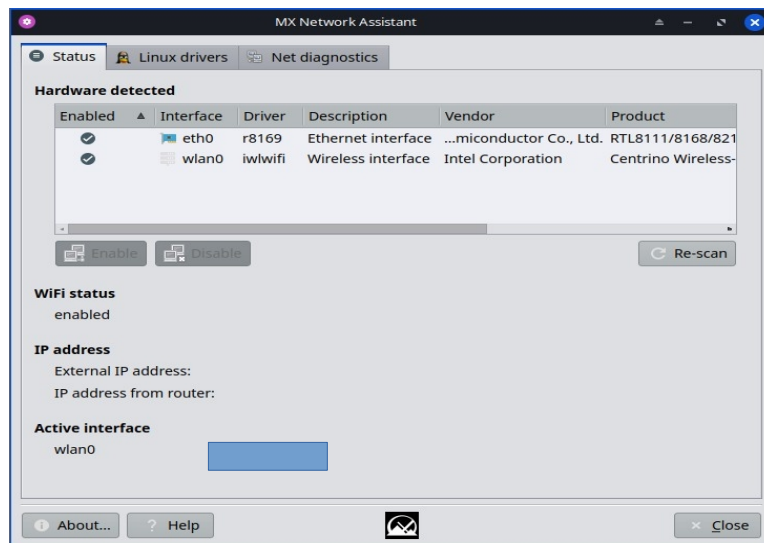 MX Network Assistant
Status Linux drivers Net diagnostics
Hardware detected
Enabled Interface Driver Description Vendor Product
eth0 r8169 Ethernet interface ...miconductor Co., Ltd. RTL8111/8168/821
wlan0 iwlwifi Wireless interface Intel Corporation Centrino Wireless-
Enable Disable Re-scan
WiFi status
enabled
IP address
External IP address:
IP address from router:
Active interface
wlan0
About... Help Close